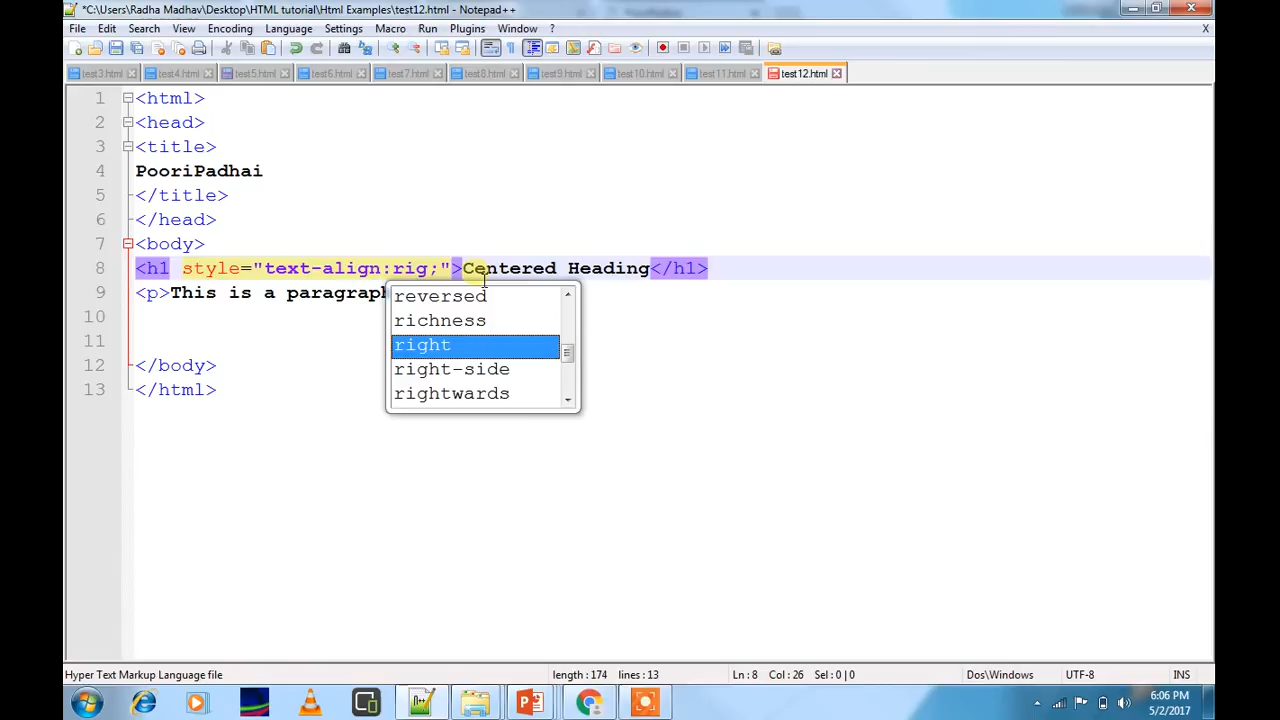 *C:\Users\Radha Madhav\Desktop\HTML tutorial\Html Examples\test12.html - Notepad++
File Edit Search View Encoding Language Settings Macro Run Plugins Window ? X
test3.html test4.html test5.html test6.html test7.html test8.html test9.html test10.html test11.html test12.html
1 <html>
2 <head>
3 <title>
4 PooriPadhai
5 </title>
6 </head>
7 <body>
8 <h1 style="text-align:rig;">Centered Heading</h1>
9 <p>This is a paragraph
reversed
10
richness
11
right
12 </body>
right-side
13 </html>
rightwards
Hyper Text Markup Language file length : 174 lines : 13 Ln : 8 Col : 26 Sel : 0 | 0 Dos\Windows UTF-8 INS
6:06 PM
5/2/2017